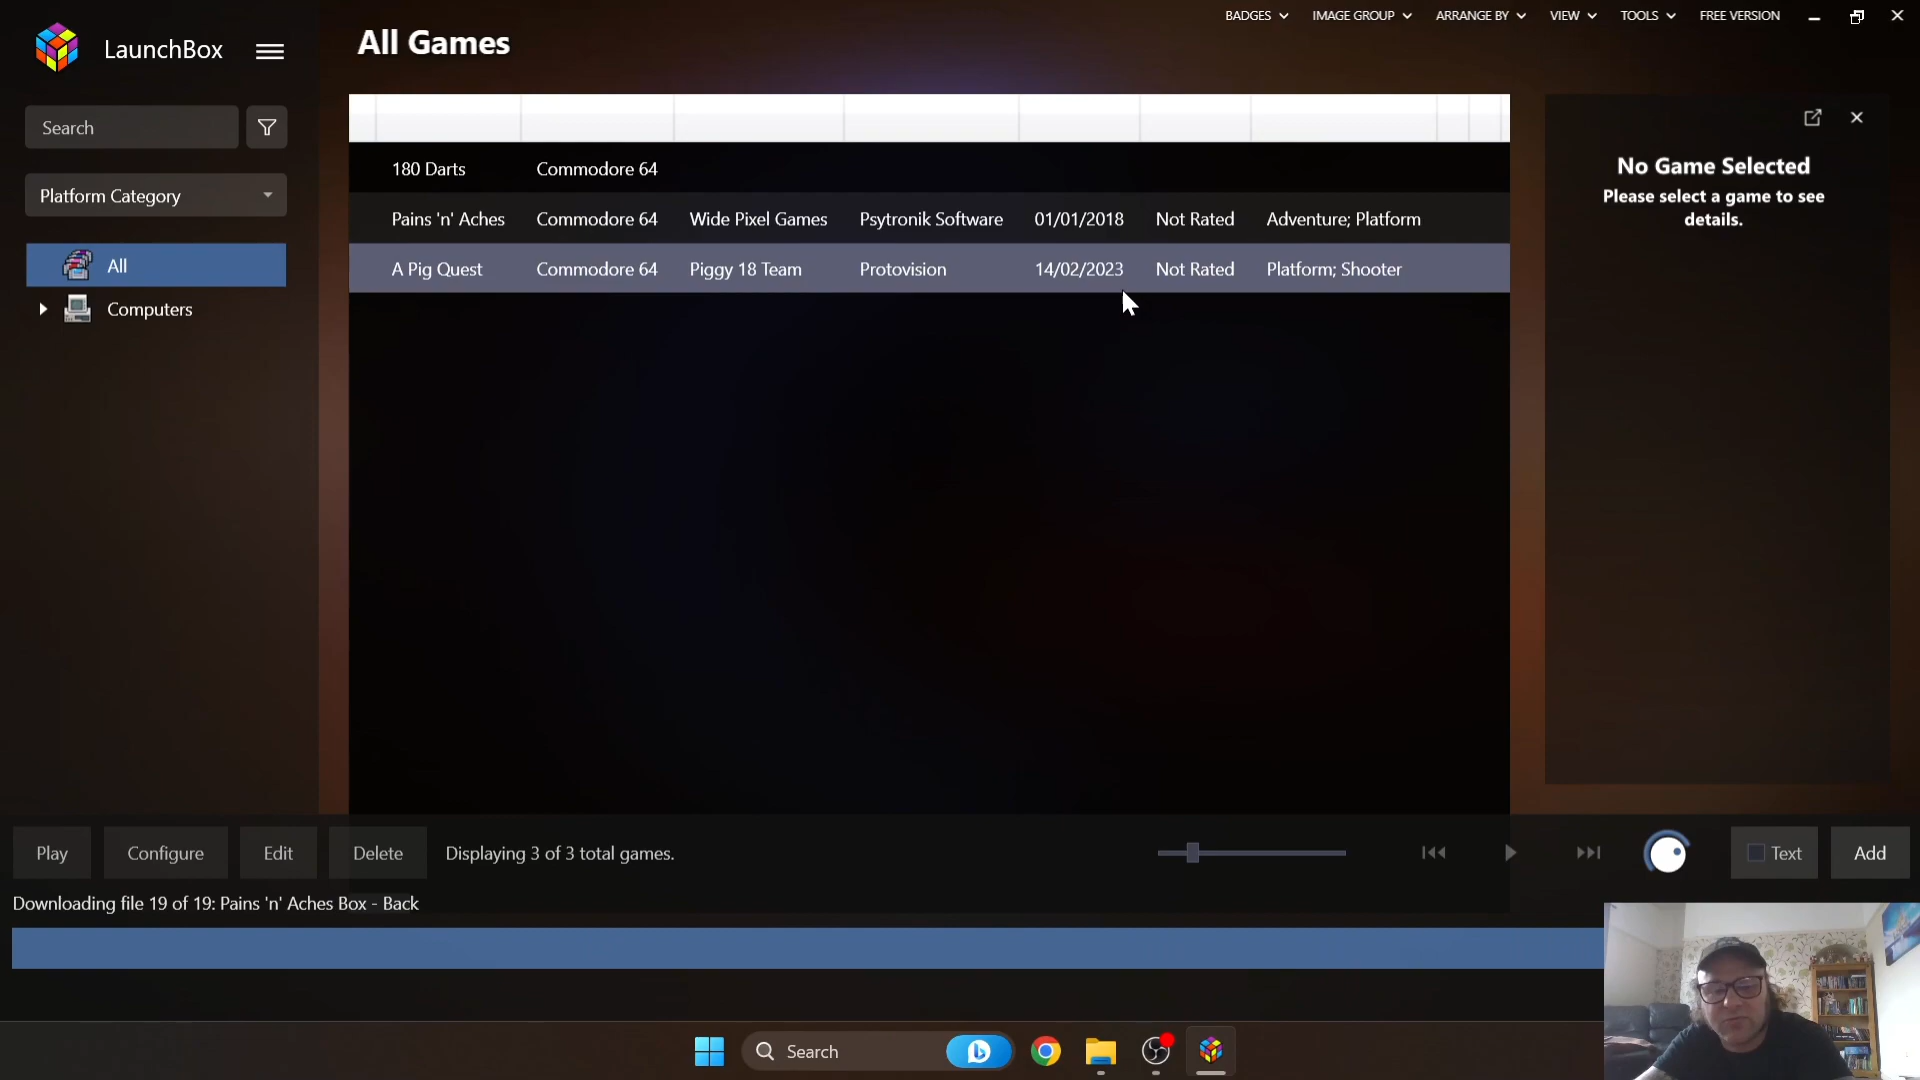 BADGES
IMAGE GROUP
ARRANGE BY
VIEW
TOOLS
FREE VERSION
LaunchBox
All Games
Search
Platform Category
All
Computers
180 Darts Commodore 64
Pains 'n' Aches Commodore 64 Wide Pixel Games Psytronik Software 01/01/2018 Not Rated Adventure; Platform
A Pig Quest Commodore 64 Piggy 18 Team Protovision 14/02/2023 Not Rated Platform; Shooter
No Game Selected
Please select a game to see
details.
Play
Configure
Edit
Delete
Displaying 3 of 3 total games.
Text
Add
Downloading file 19 of 19: Pains 'n' Aches Box - Back
Search